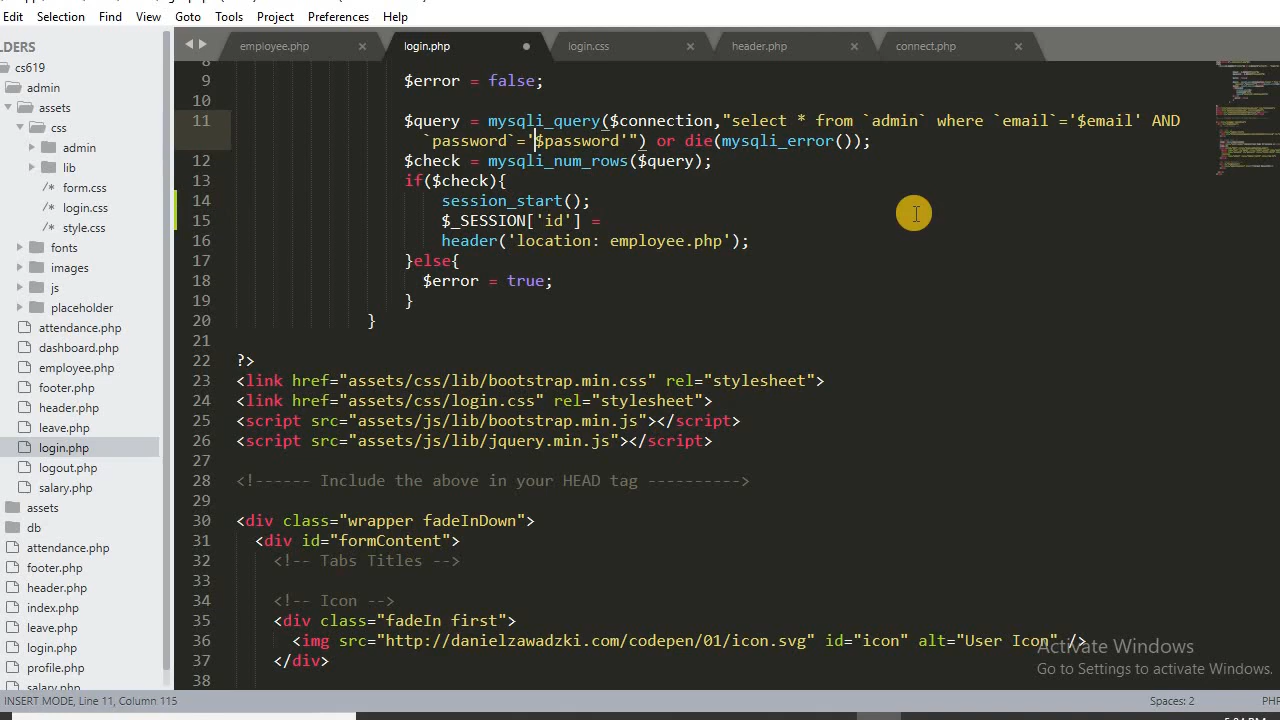 Edit Selection Find View Goto Tools Project Preferences Help
LDERS
cs619
admin
assets
css
admin
lib
form.css
login.css
style.css
fonts
images
js
placeholder
attendance.php
dashboard.php
employee.php
footer.php
header.php
leave.php
login.php
logout.php
salary.php
assets
db
attendance.php
footer.php
header.php
index.php
leave.php
login.php
profile.php
salary.php
employee.php × login.php login.css × header.php × connect.php ×
8
9 $error = false;
10
11 $query = mysqli_query($connection,"select * from `admin` where `email`='$email' AND
`password`='$password'") or die(mysqli_error());
12 $check = mysqli_num_rows($query);
13 if($check){
14 session_start();
15 $_SESSION['id'] =
16 header('location: employee.php');
17 }else{
18 $error = true;
19 }
20 }
21
22 ?>
23 <link href="assets/css/lib/bootstrap.min.css" rel="stylesheet">
24 <link href="assets/css/login.css" rel="stylesheet">
25 <script src="assets/js/lib/bootstrap.min.js"></script>
26 <script src="assets/js/lib/jquery.min.js"></script>
27
28 <!------ Include the above in your HEAD tag ---------->
29
30 <div class="wrapper fadeInDown">
31 <div id="formContent">
32 <!-- Tabs Titles -->
33
34 <!-- Icon -->
35 <div class="fadeIn first">
36 <img src="http://danielzawadzki.com/codepen/01/icon.svg" id="icon" alt="User Icon" />
37 </div>
38
Activate Windows
Go to Settings to activate Windows.
INSERT MODE, Line 11, Column 115 Spaces: 2 PHP